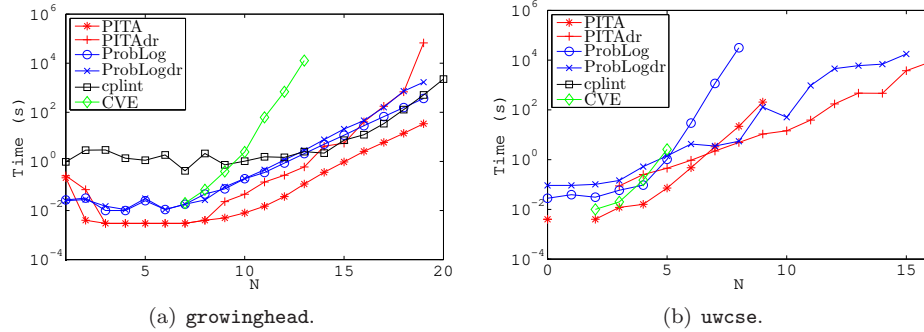 10^6
10^4
10^2
10^0
10^-2
10^-4
Time (s)
PITA
PITAdr
ProbLog
ProbLogdr
cplint
CVE
5 10 15 20
N
(a) growinghead.
10^6
10^4
10^2
10^0
10^-2
10^-4
Time (s)
PITA
PITAdr
ProbLog
ProbLogdr
cplint
CVE
0 5 10 15
N
(b) uwcse.